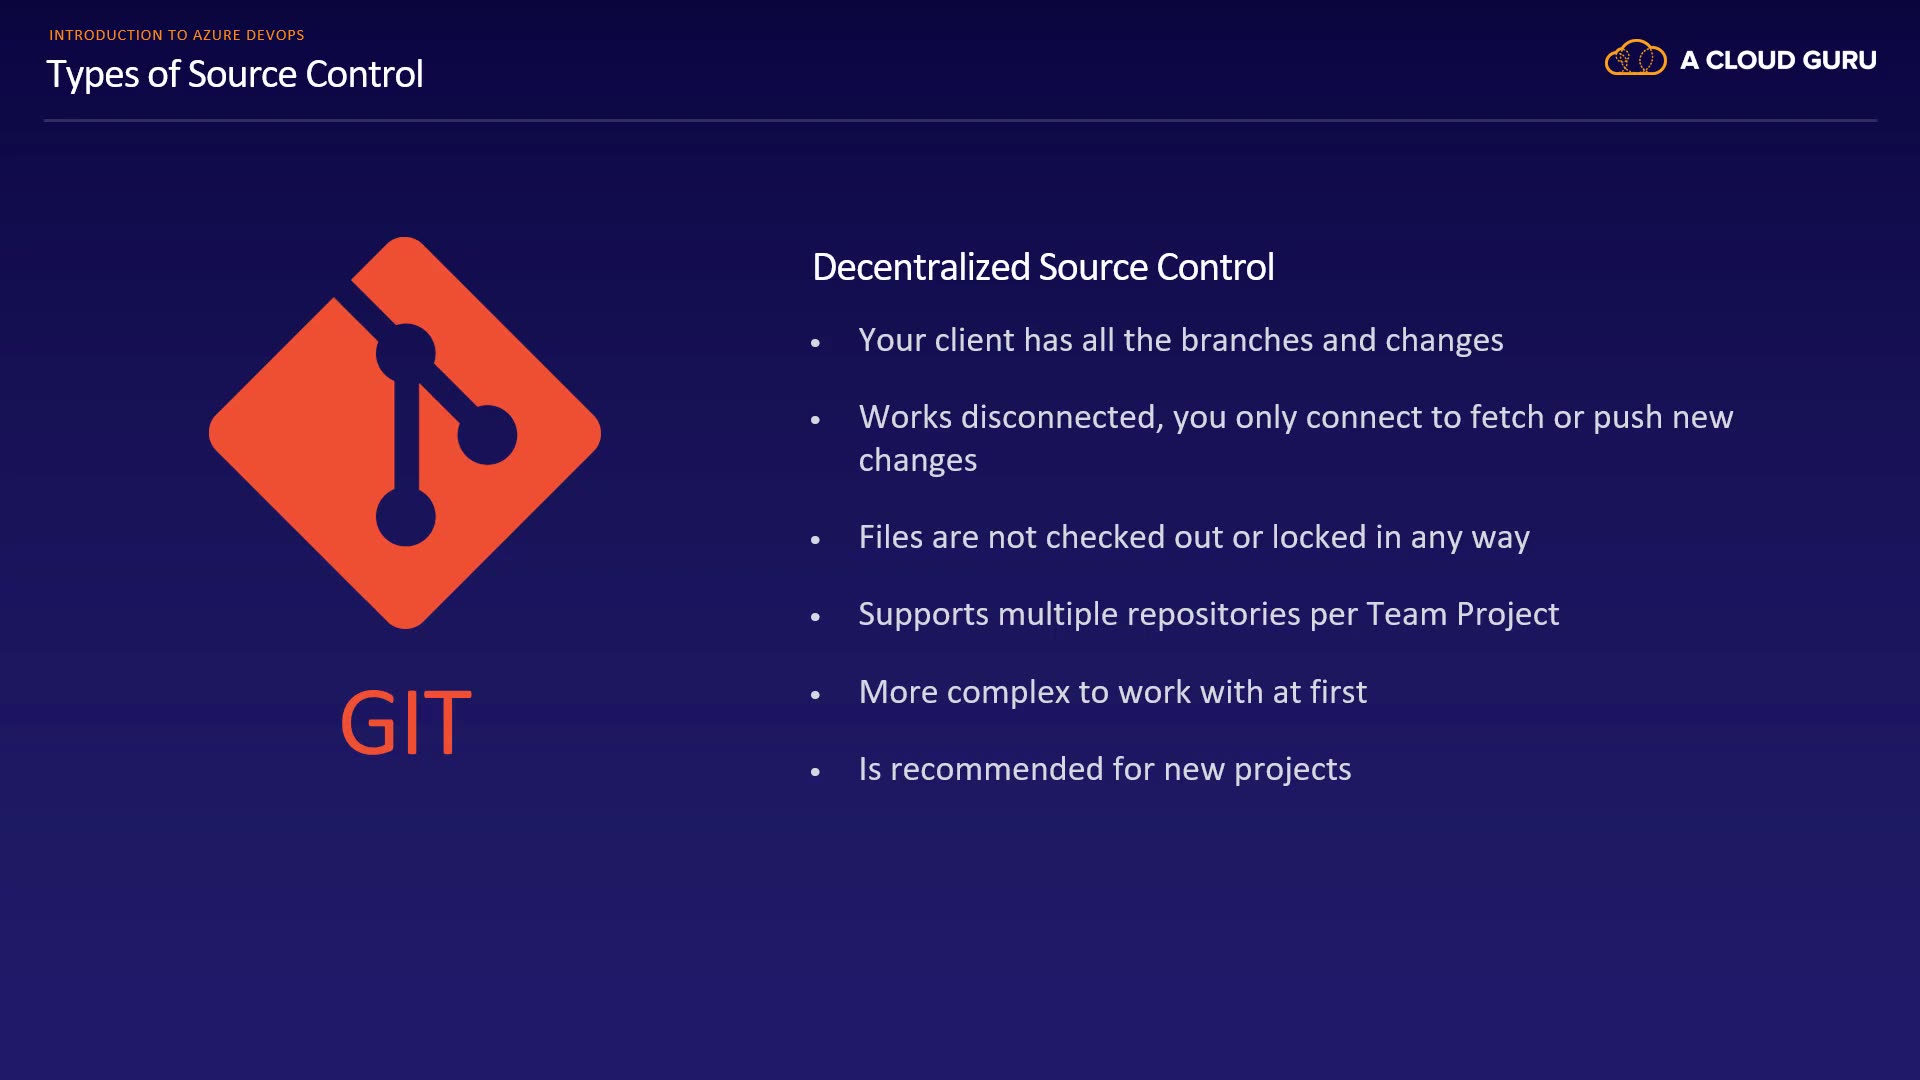 INTRODUCTION TO AZURE DEVOPS
Types of Source Control
A CLOUD GURU
GIT
Decentralized Source Control
• Your client has all the branches and changes
• Works disconnected, you only connect to fetch or push new
changes
• Files are not checked out or locked in any way
• Supports multiple repositories per Team Project
• More complex to work with at first
• Is recommended for new projects